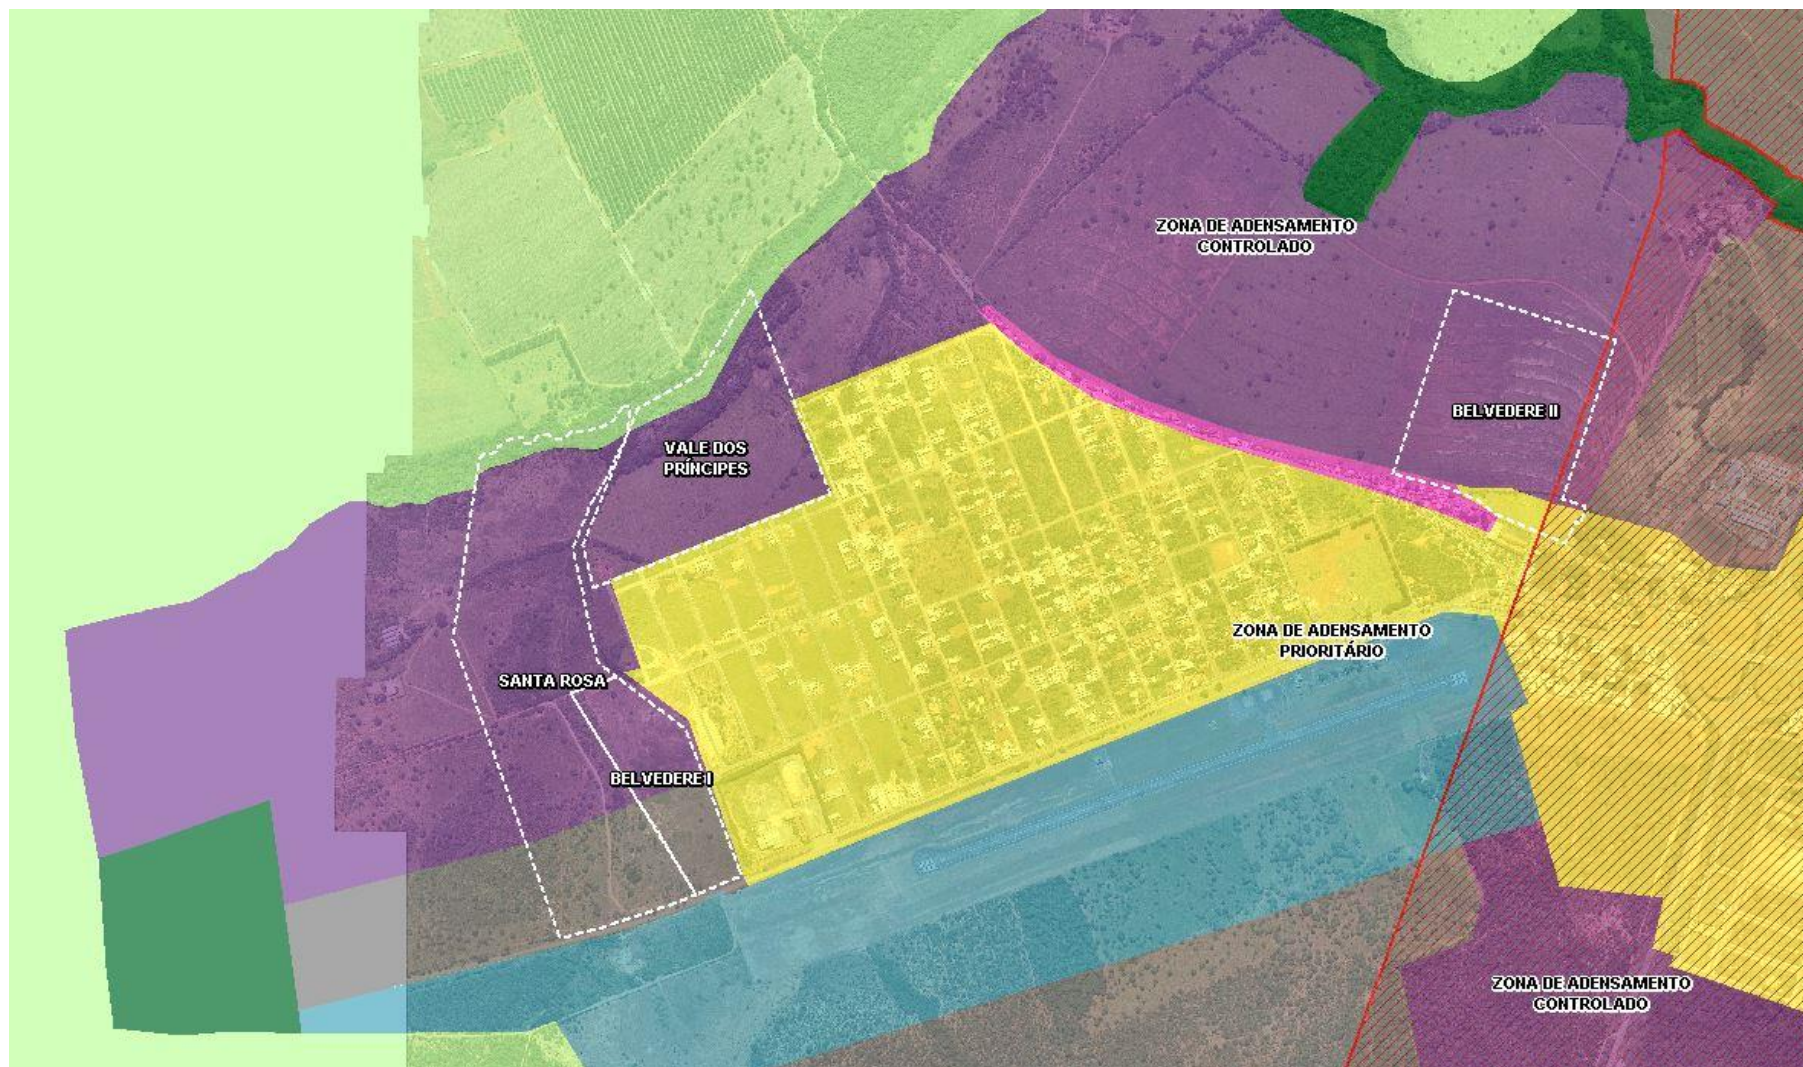 ZONA DE ADENSAMENTO
CONTROLADO
BELVEDERE II
VALE DOS
PRÍNCIPES
ZONA DE ADENSAMENTO
PRIORITÁRIO
SANTA ROSA
BELVEDERE I
ZONA DE ADENSAMENTO
CONTROLADO